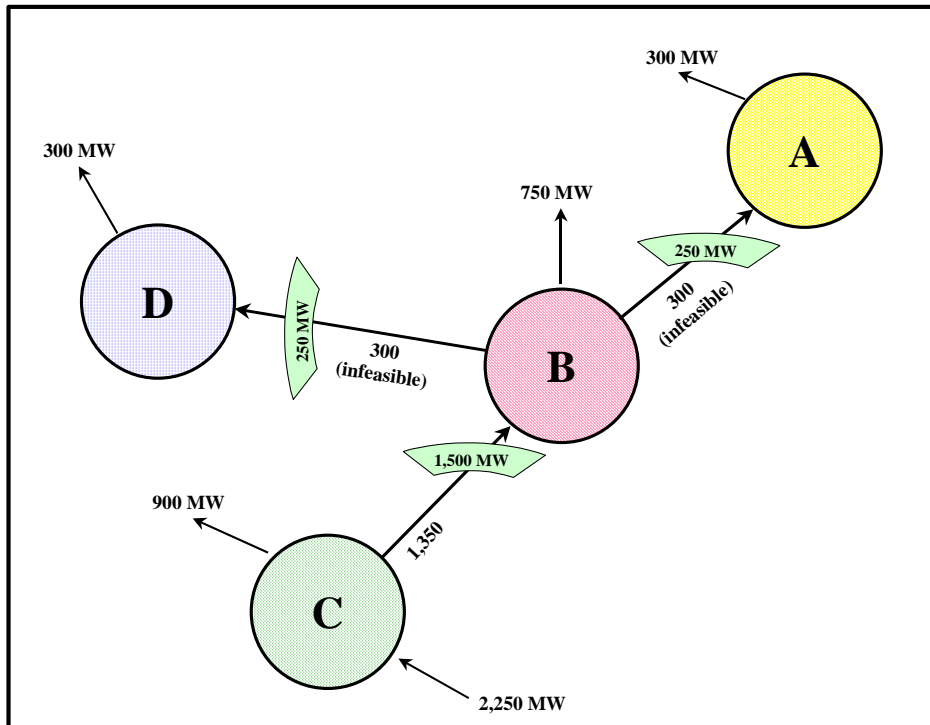 300 MW
A
300 MW
750 MW
250 MW
D
250 MW
300
(infeasible)
300
(infeasible)
B
1,500 MW
900 MW
1,350
C
2,250 MW